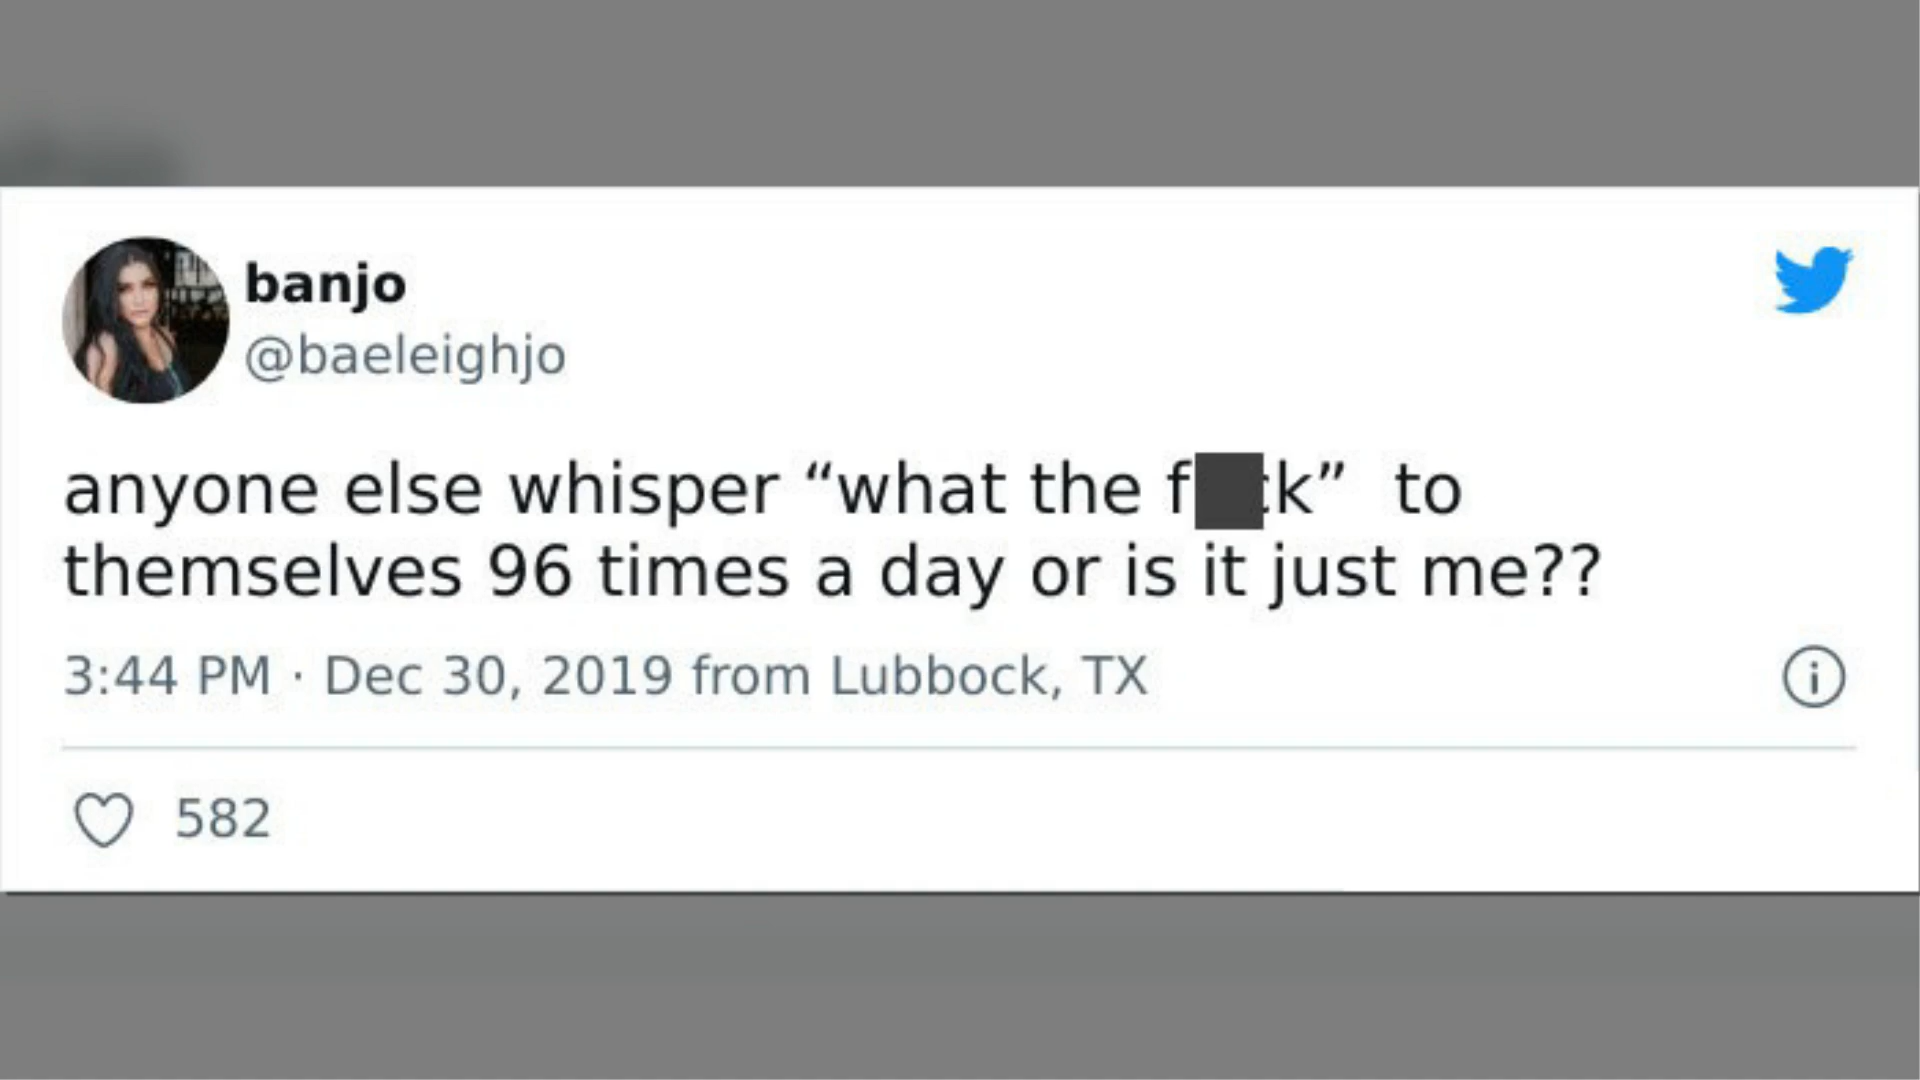 banjo
@baeleighjo
anyone else whisper “what the f ck” to
themselves 96 times a day or is it just me??
3:44 PM · Dec 30, 2019 from Lubbock, TX
582